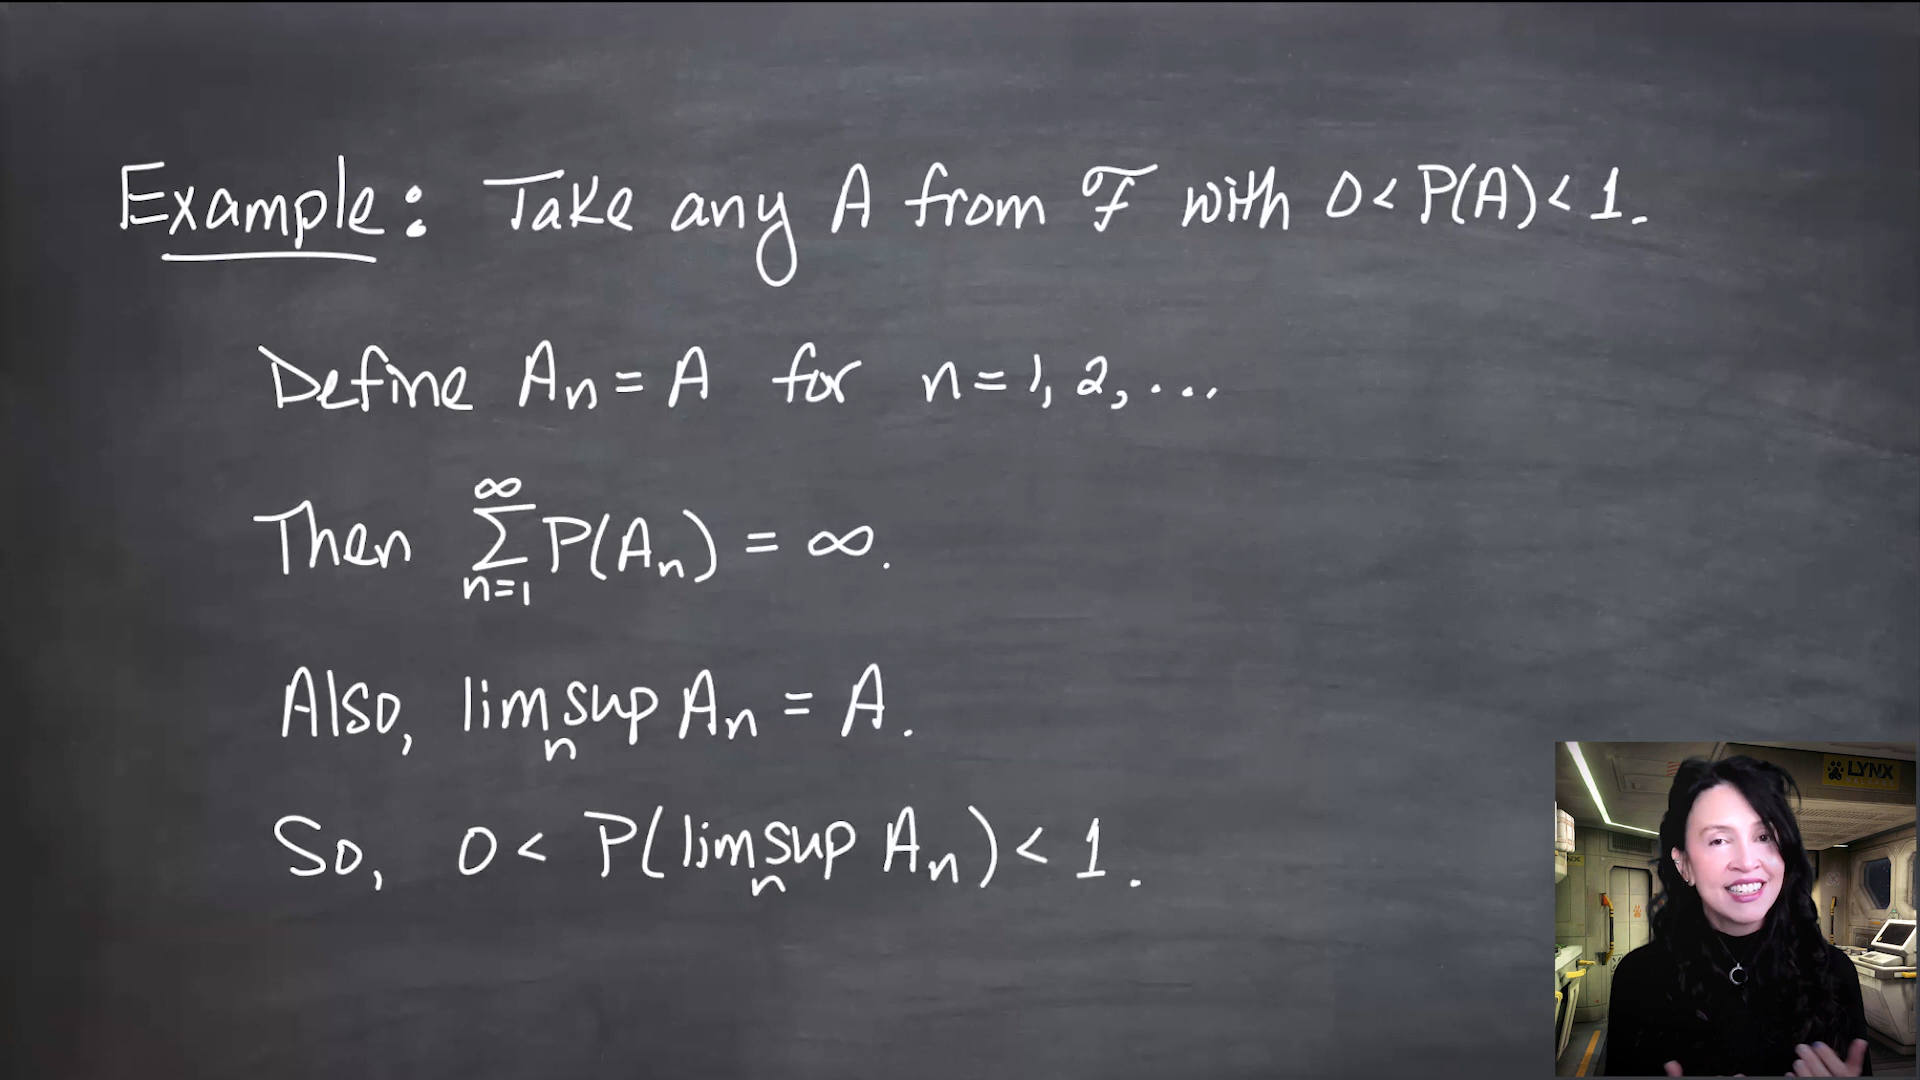 Example: Take any A from ℱ with 0 < P(A) < 1.
Define Aₙ = A for n = 1, 2, ...
Then ∑_{n=1}^{∞} P(Aₙ) = ∞.
Also, lim sup_n Aₙ = A.
So, 0 < P(lim sup_n Aₙ) < 1.
LYNX